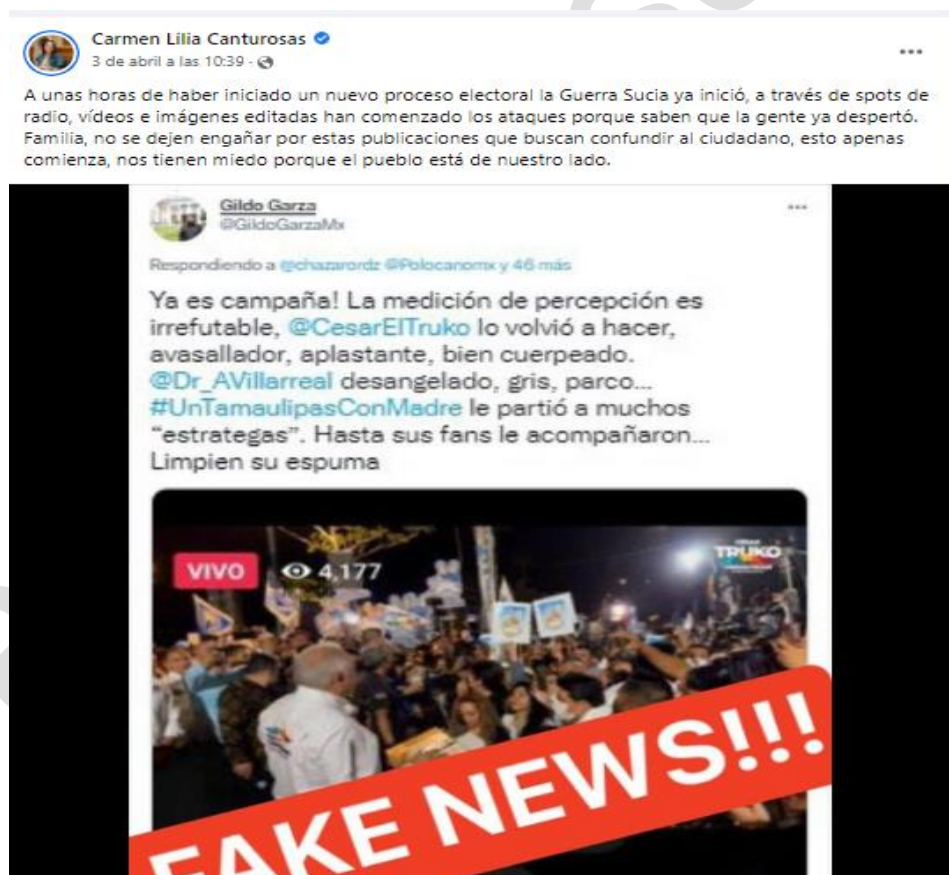 Carmen Lilia Canturosas
3 de abril a las 10:39 ·
A unas horas de haber iniciado un nuevo proceso electoral la Guerra Sucia ya inició, a través de spots de
radio, vídeos e imágenes editadas han comenzado los ataques porque saben que la gente ya despertó.
Familia, no se dejen engañar por estas publicaciones que buscan confundir al ciudadano, esto apenas
comienza, nos tienen miedo porque el pueblo está de nuestro lado.
Gildo Garza
@GildoGarzaMx
Respondiendo a @chazarordz @Polocanomx y 46 más
Ya es campaña! La medición de percepción es
irrefutable, @CesarElTruko lo volvió a hacer,
avasallador, aplastante, bien cuerpeado.
@Dr_AVillarreal desangelado, gris, parco...
#UnTamaulipasConMadre le partió a muchos
"estrategas". Hasta sus fans le acompañaron...
Limpien su espuma
VIVO 4,177
TRUKO
FAKE NEWS!!!